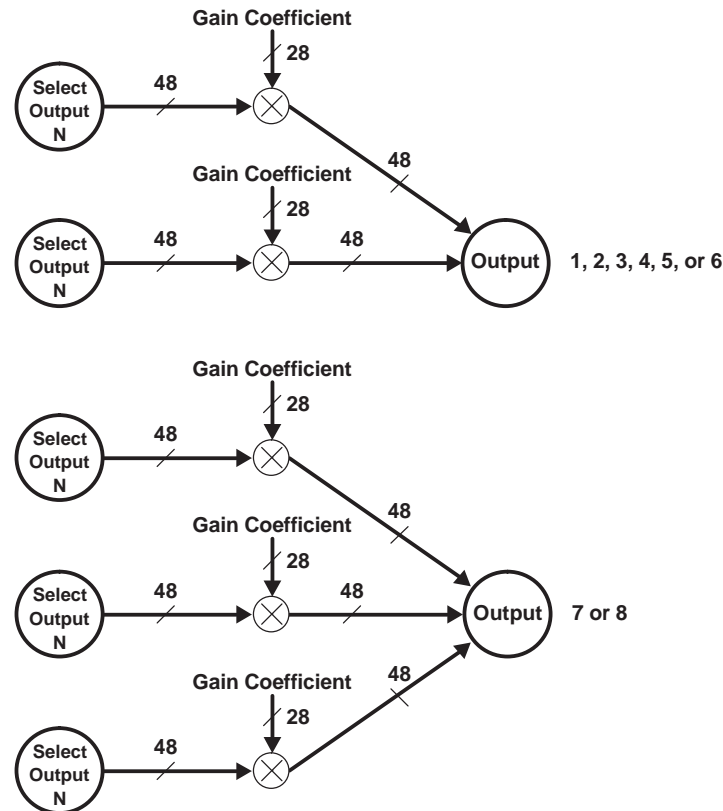 Gain Coefficient
28
Select
Output
N
48
48
Gain Coefficient
28
Select
Output
N
48
48
Output
1, 2, 3, 4, 5, or 6
Gain Coefficient
28
Select
Output
N
48
48
Gain Coefficient
28
Select
Output
N
48
48
Output
7 or 8
Gain Coefficient
28
Select
Output
N
48
48